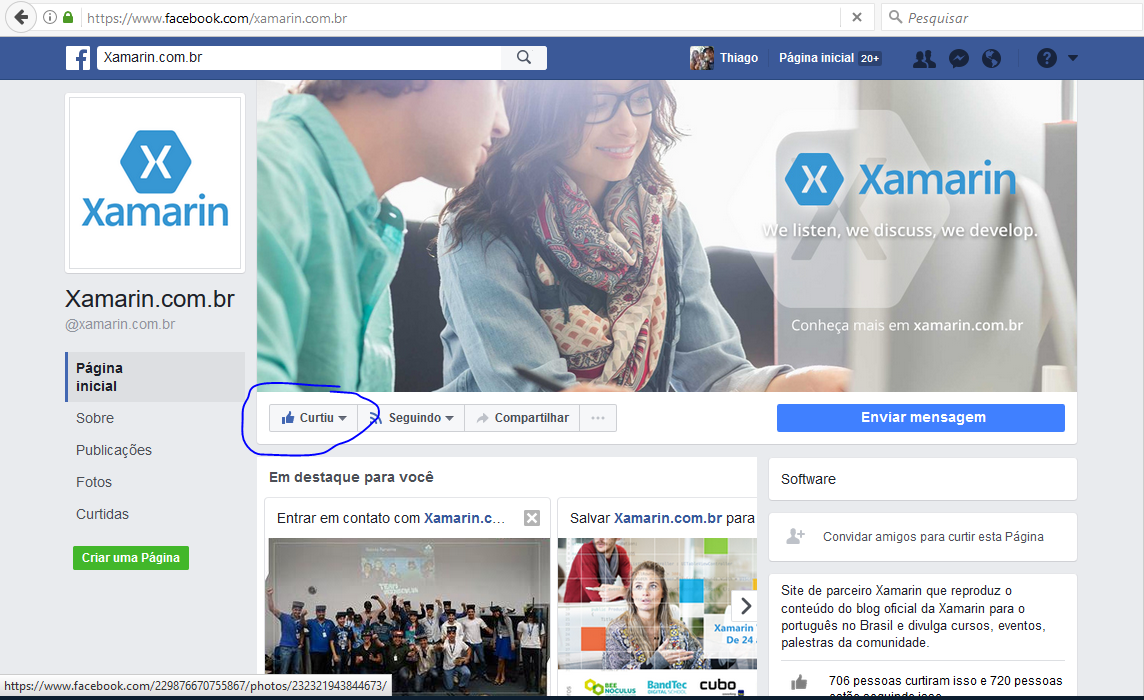 https://www.facebook.com/xamarin.com.br
Pesquisar
Xamarin.com.br
Thiago
Página inicial 20+
Xamarin
Xamarin
We listen, we discuss, we develop.
Conheça mais em xamarin.com.br
Xamarin.com.br
@xamarin.com.br
Página
inicial
Sobre
Publicações
Fotos
Curtidas
Criar uma Página
Curtiu
Seguindo
Compartilhar
Enviar mensagem
Em destaque para você
Entrar em contato com Xamarin.c...
Salvar Xamarin.com.br para
Xamarin
De 24
BEE
NOCULUS
BandTec
DIGITAL SCHOOL
cubo
Software
Convidar amigos para curtir esta Página
Site de parceiro Xamarin que reproduz o
conteúdo do blog oficial da Xamarin para o
português no Brasil e divulga cursos, eventos,
palestras da comunidade.
706 pessoas curtiram isso e 720 pessoas
estão seguindo isso
https://www.facebook.com/229876670755867/photos/232321943844673/